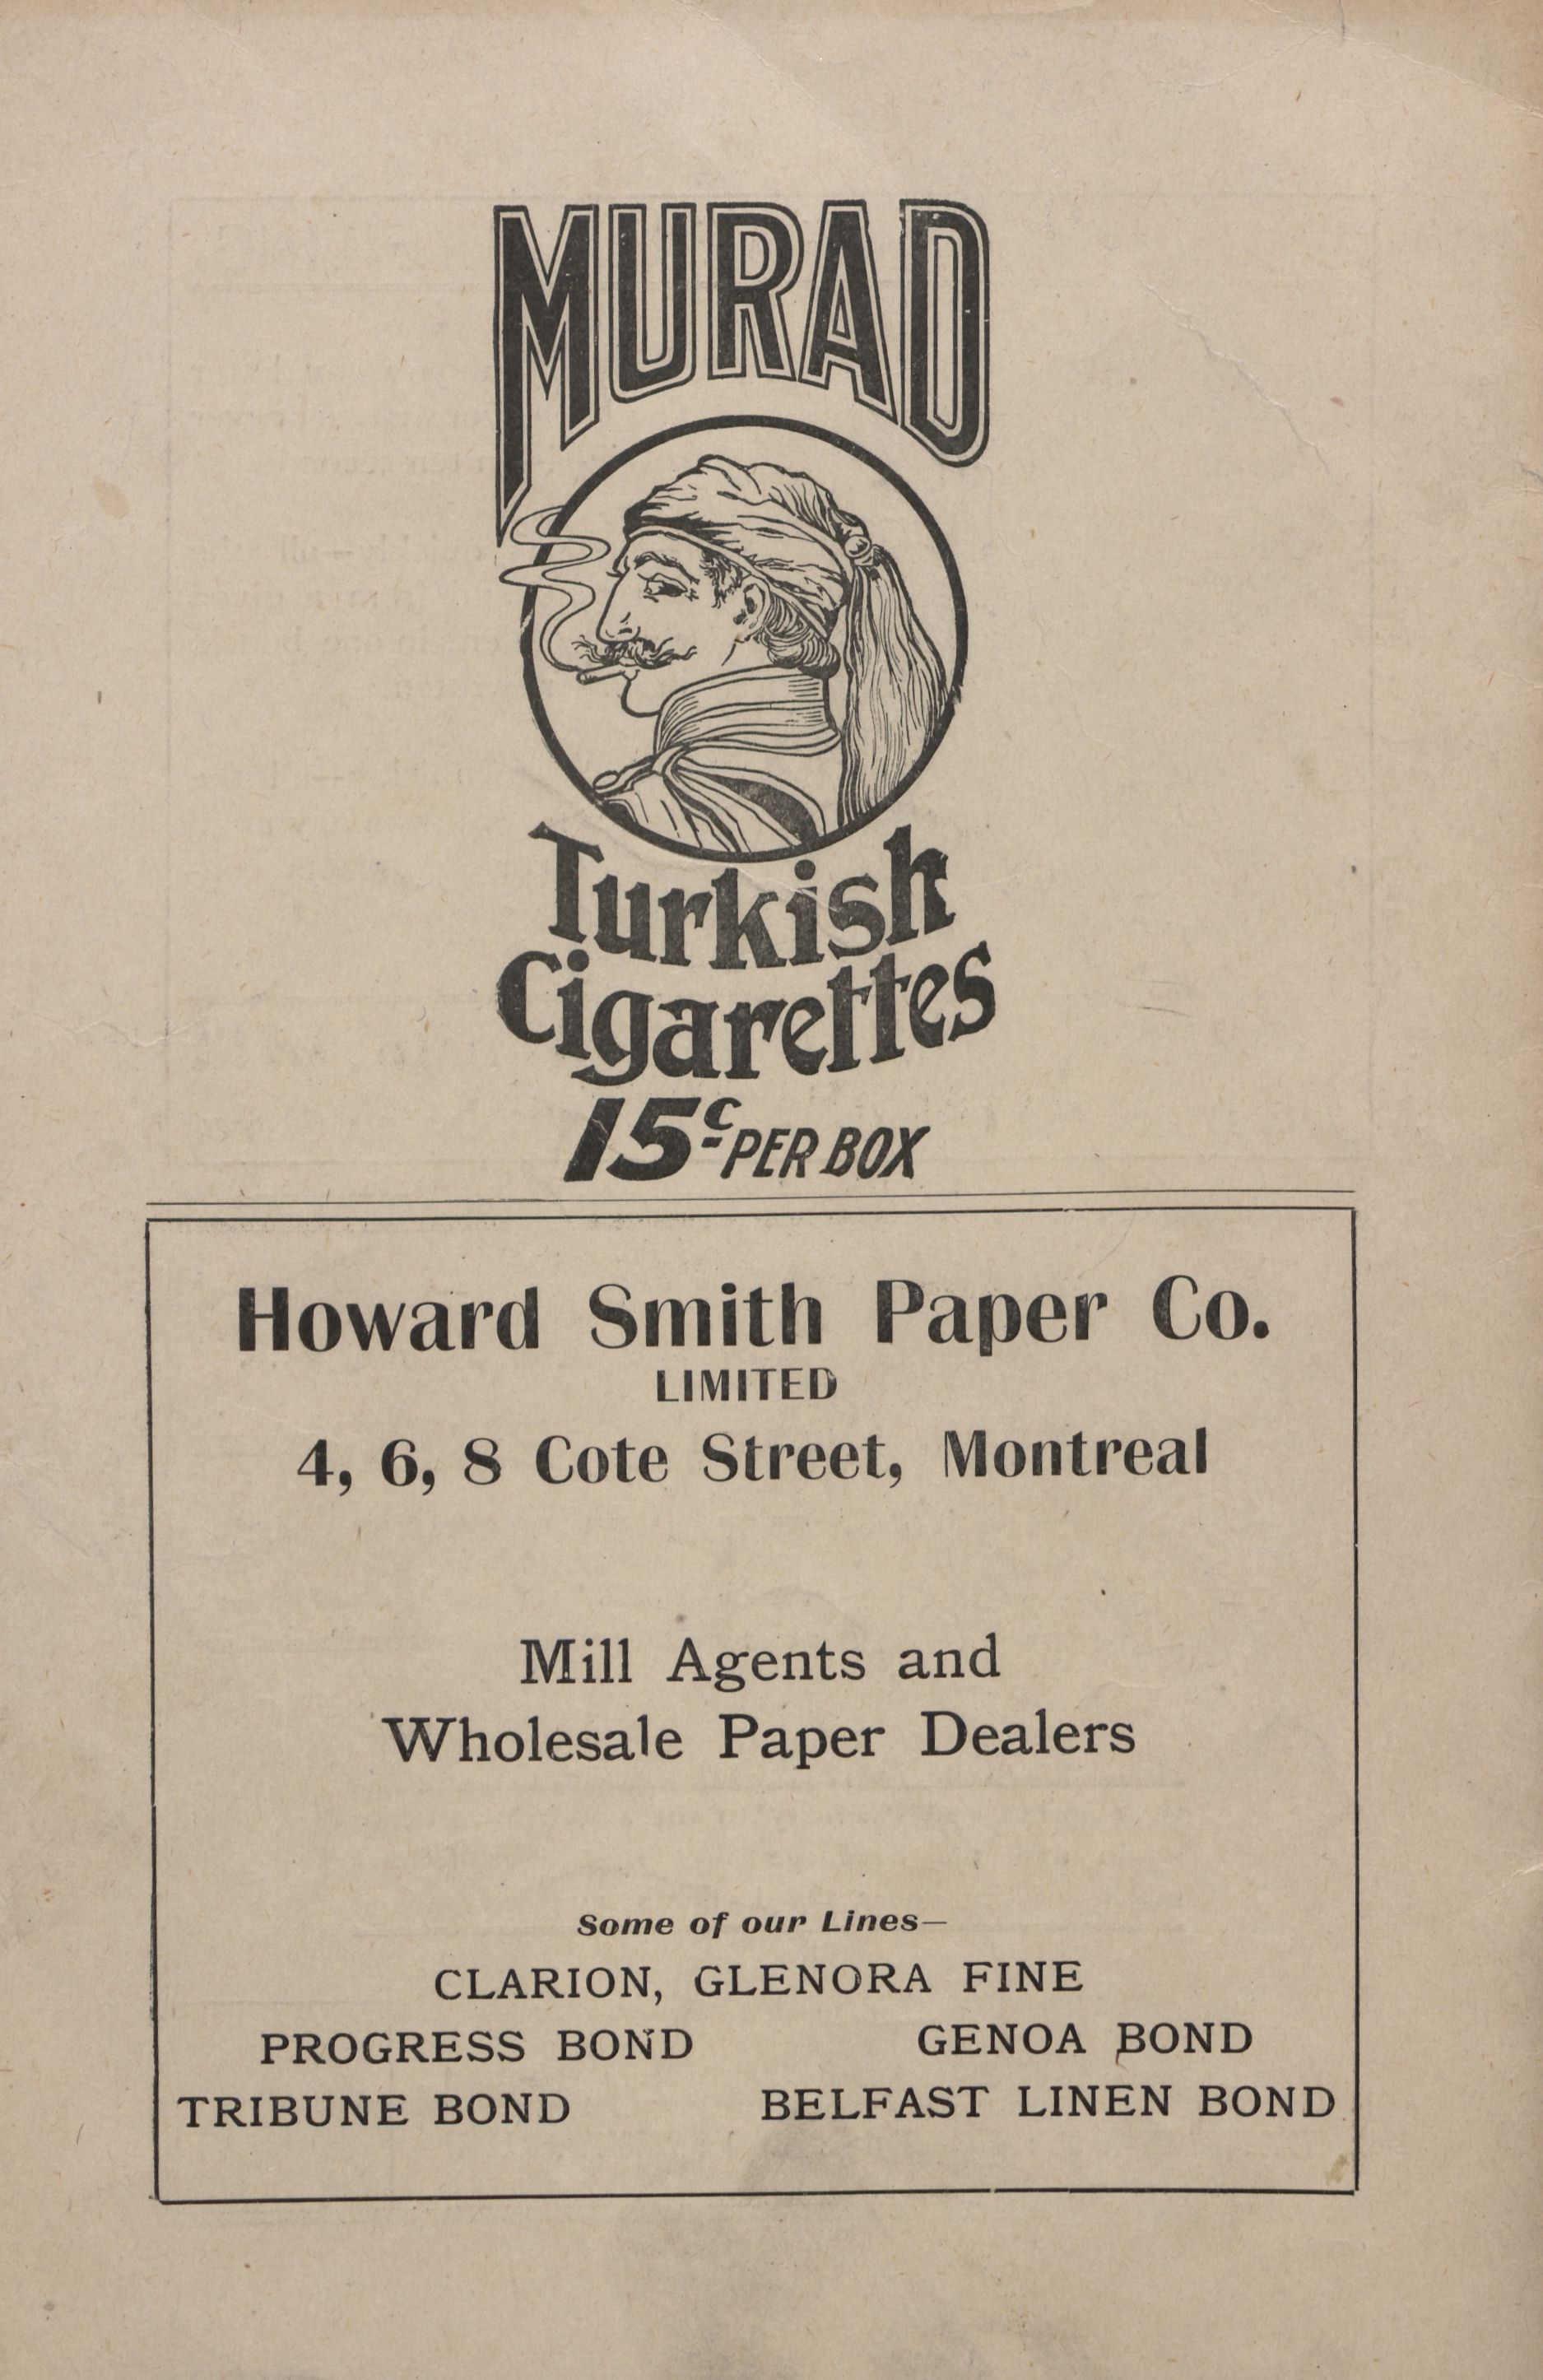 MURAD
Turkish
Cigarettes
15c PER BOX
Howard Smith Paper Co.
LIMITED
4, 6, 8 Cote Street, Montreal
Mill Agents and
Wholesale Paper Dealers
Some of our Lines—
CLARION, GLENORA FINE
PROGRESS BOND GENOA BOND
TRIBUNE BOND BELFAST LINEN BOND